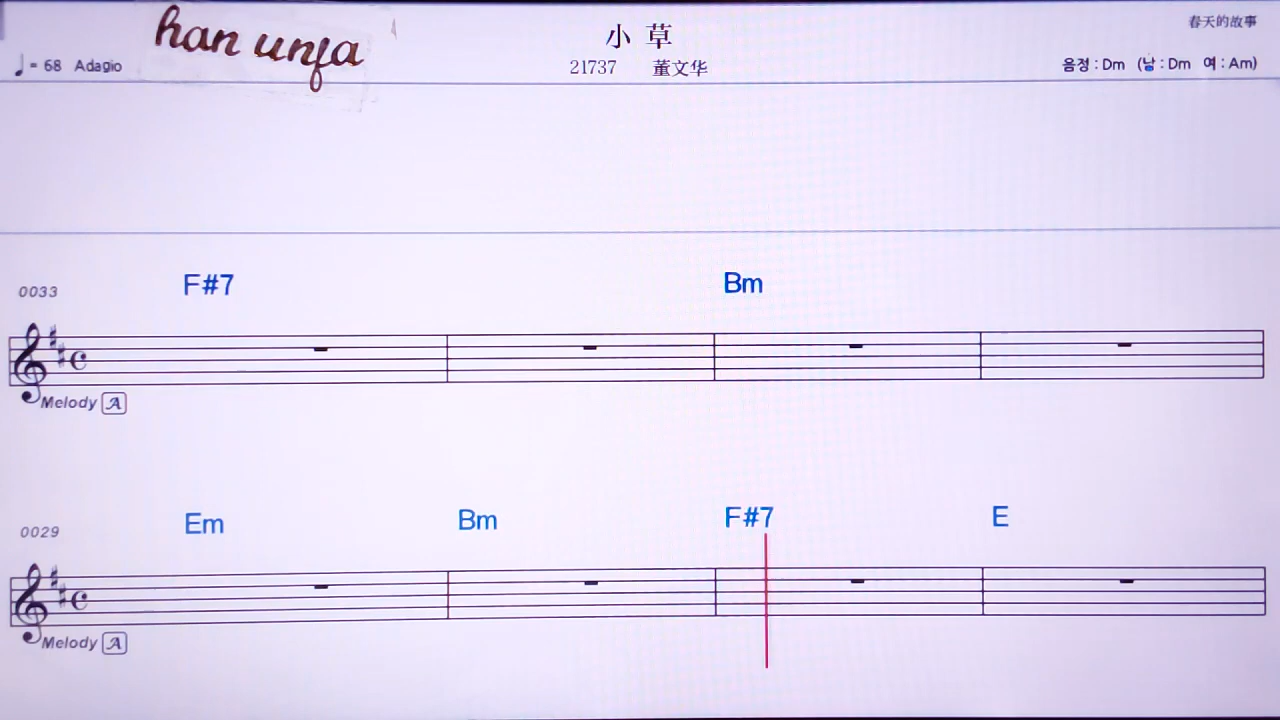 han unfa
小草
春天的故事
♩= 68 Adagio
21737 董文华
음정 : Dm (남 : Dm 여 : Am)
0033
F#7 Bm
Melody A
0029
Em Bm F#7 E
Melody A